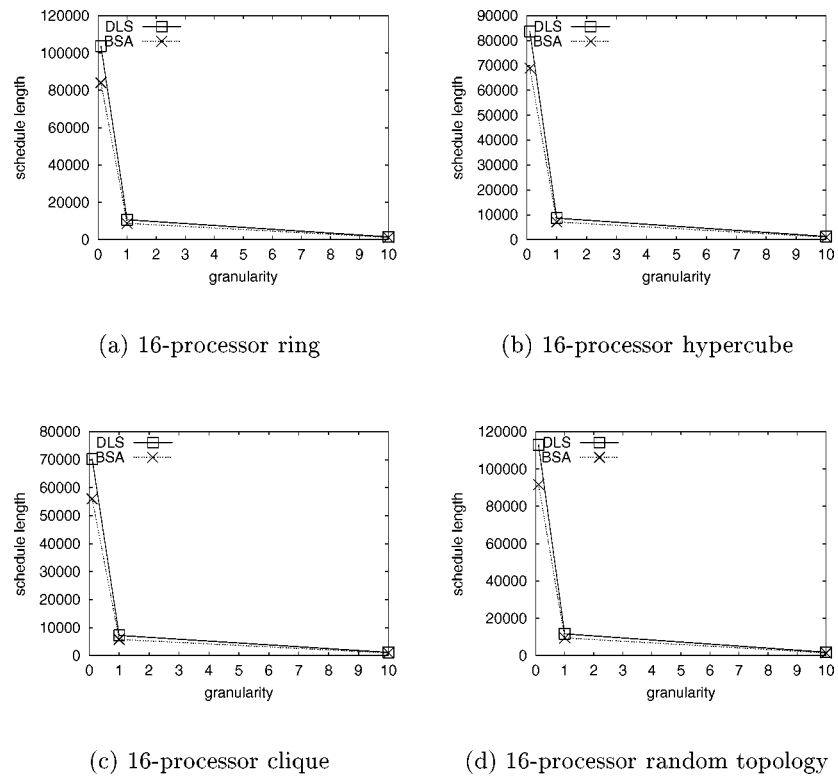 120000
100000
80000
60000
40000
20000
0
schedule length
DLS
BSA
0 1 2 3 4 5 6 7 8 9 10
granularity
(a) 16-processor ring
90000
80000
70000
60000
50000
40000
30000
20000
10000
0
schedule length
DLS
BSA
0 1 2 3 4 5 6 7 8 9 10
granularity
(b) 16-processor hypercube
80000
70000
60000
50000
40000
30000
20000
10000
0
schedule length
DLS
BSA
0 1 2 3 4 5 6 7 8 9 10
granularity
(c) 16-processor clique
120000
100000
80000
60000
40000
20000
0
schedule length
DLS
BSA
0 1 2 3 4 5 6 7 8 9 10
granularity
(d) 16-processor random topology